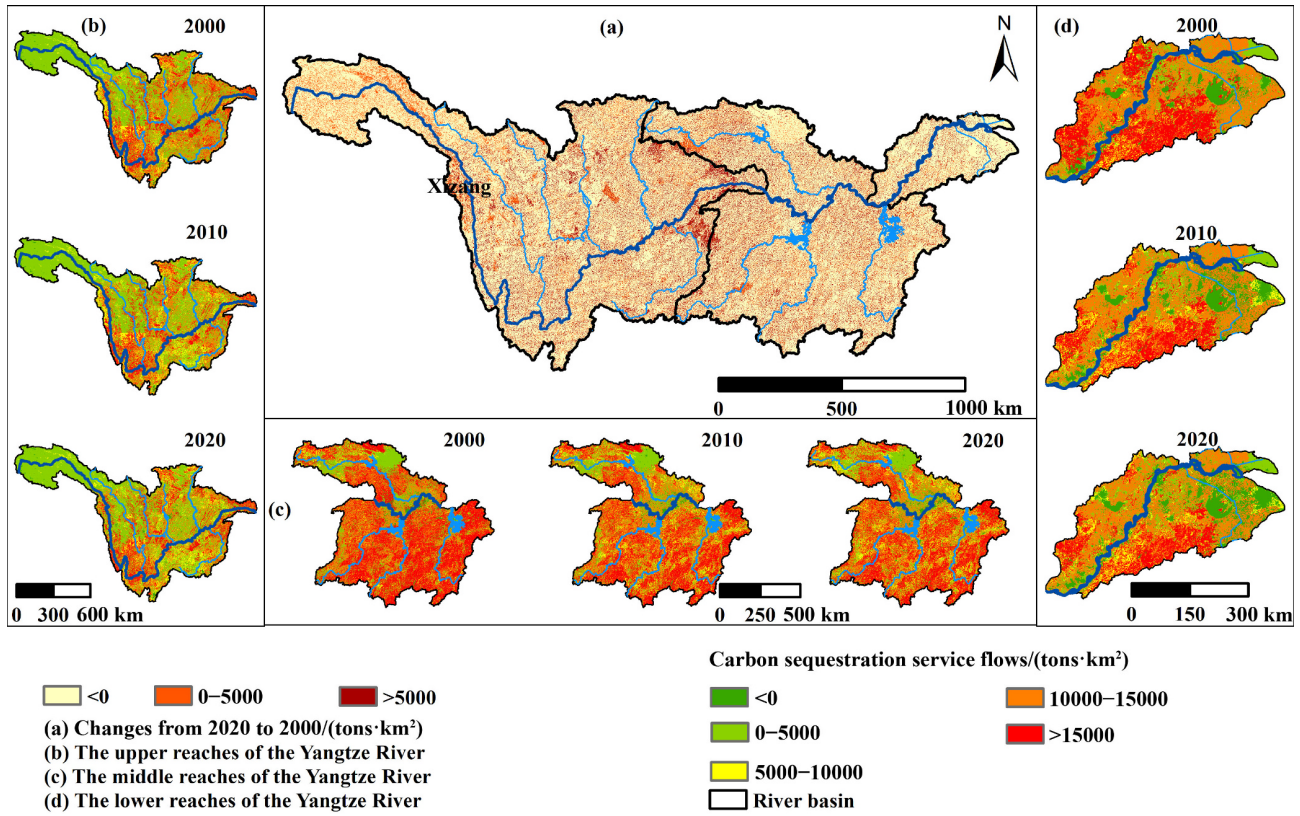 (b)
2000
2010
2020
0 300 600 km
(a)
N
Xizang
0 500 1000 km
(c)
2000
2010
2020
0 250 500 km
(d)
2000
2010
2020
0 150 300 km
<0
0−5000
>5000
(a) Changes from 2020 to 2000/(tons·km²)
(b) The upper reaches of the Yangtze River
(c) The middle reaches of the Yangtze River
(d) The lower reaches of the Yangtze River
Carbon sequestration service flows/(tons·km²)
<0
0−5000
5000−10000
River basin
10000−15000
>15000